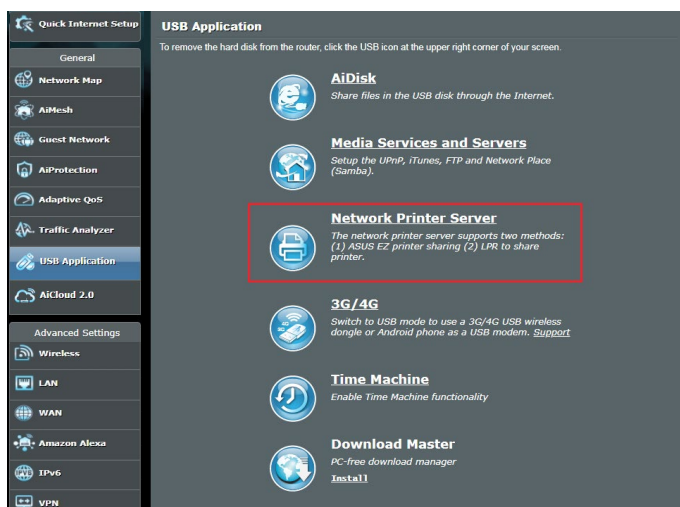 Quick Internet Setup
General
Network Map
AiMesh
Guest Network
AiProtection
Adaptive QoS
Traffic Analyzer
USB Application
AiCloud 2.0
Advanced Settings
Wireless
LAN
WAN
Amazon Alexa
IPv6
VPN
USB Application
To remove the hard disk from the router, click the USB icon at the upper right corner of your screen.
AiDisk
Share files in the USB disk through the Internet.
Media Services and Servers
Setup the UPnP, iTunes, FTP and Network Place
(Samba).
Network Printer Server
The network printer server supports two methods:
(1) ASUS EZ printer sharing (2) LPR to share
printer.
3G/4G
Switch to USB mode to use a 3G/4G USB wireless
dongle or Android phone as a USB modem. Support
Time Machine
Enable Time Machine functionality
Download Master
PC-free download manager
Install